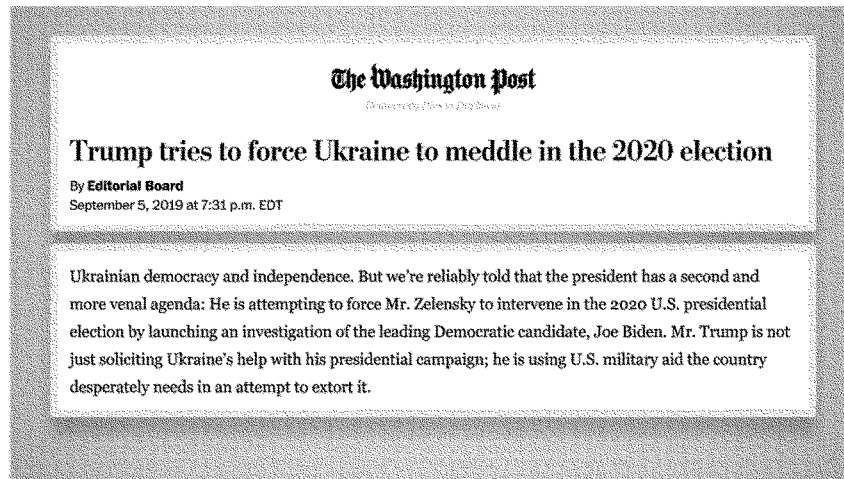 The Washington Post
Democracy Dies in Darkness
Trump tries to force Ukraine to meddle in the 2020 election
By Editorial Board
September 5, 2019 at 7:31 p.m. EDT
Ukrainian democracy and independence. But we're reliably told that the president has a second and
more venal agenda: He is attempting to force Mr. Zelensky to intervene in the 2020 U.S. presidential
election by launching an investigation of the leading Democratic candidate, Joe Biden. Mr. Trump is not
just soliciting Ukraine's help with his presidential campaign; he is using U.S. military aid the country
desperately needs in an attempt to extort it.